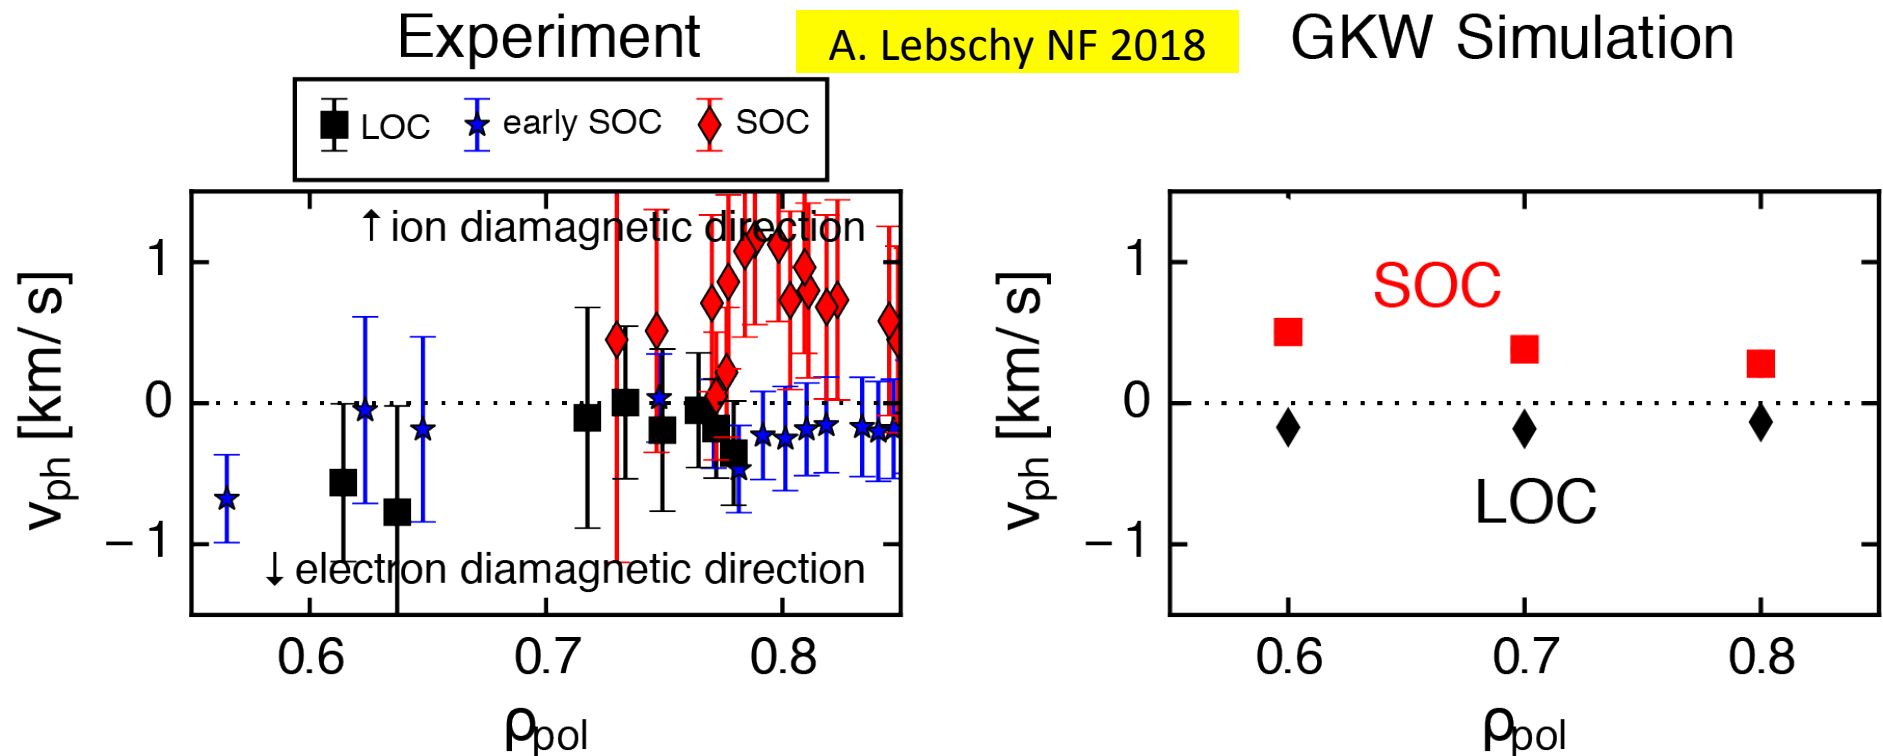 Experiment
A. Lebschy NF 2018
GKW Simulation
LOC early SOC SOC
↑ ion diamagnetic direction
↓ electron diamagnetic direction
1
0
−1
v_ph [km/s]
0.6 0.7 0.8
ρ_pol
SOC
LOC
1
0
−1
v_ph [km/s]
0.6 0.7 0.8
ρ_pol